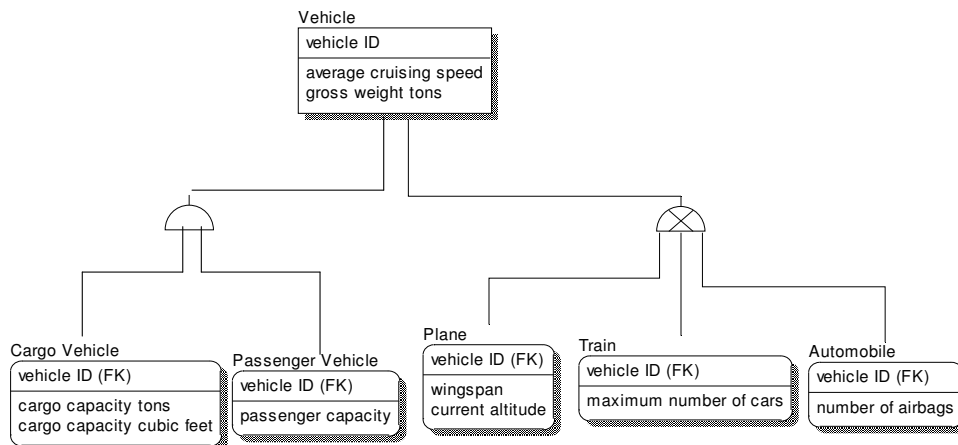 Vehicle
vehicle ID
average cruising speed
gross weight tons
Cargo Vehicle
vehicle ID (FK)
cargo capacity tons
cargo capacity cubic feet
Passenger Vehicle
vehicle ID (FK)
passenger capacity
Plane
vehicle ID (FK)
wingspan
current altitude
Train
vehicle ID (FK)
maximum number of cars
Automobile
vehicle ID (FK)
number of airbags